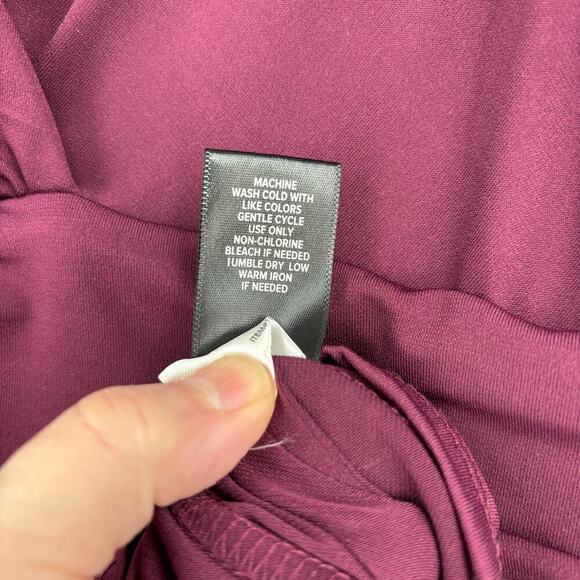 MACHINE
WASH COLD WITH
LIKE COLORS
GENTLE CYCLE
USE ONLY
NON-CHLORINE
BLEACH IF NEEDED
TUMBLE DRY LOW
WARM IRON
IF NEEDED
ITEM#